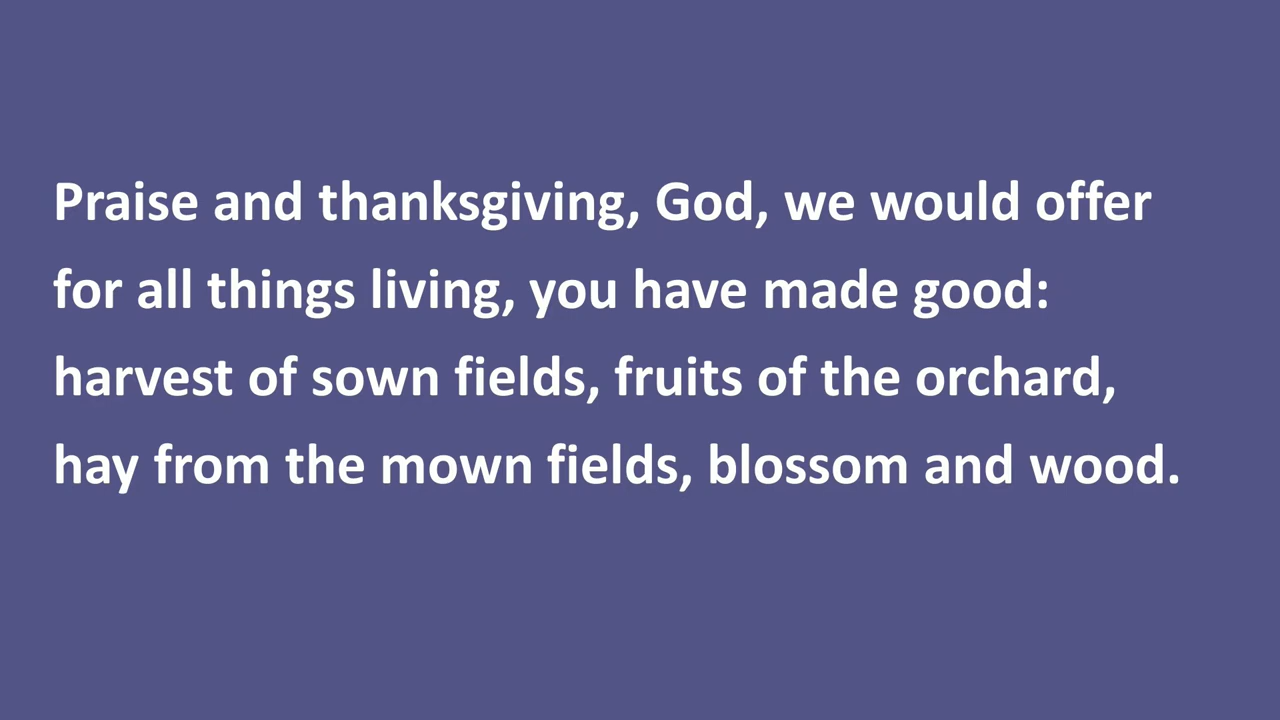 Praise and thanksgiving, God, we would offer
for all things living, you have made good:
harvest of sown fields, fruits of the orchard,
hay from the mown fields, blossom and wood.